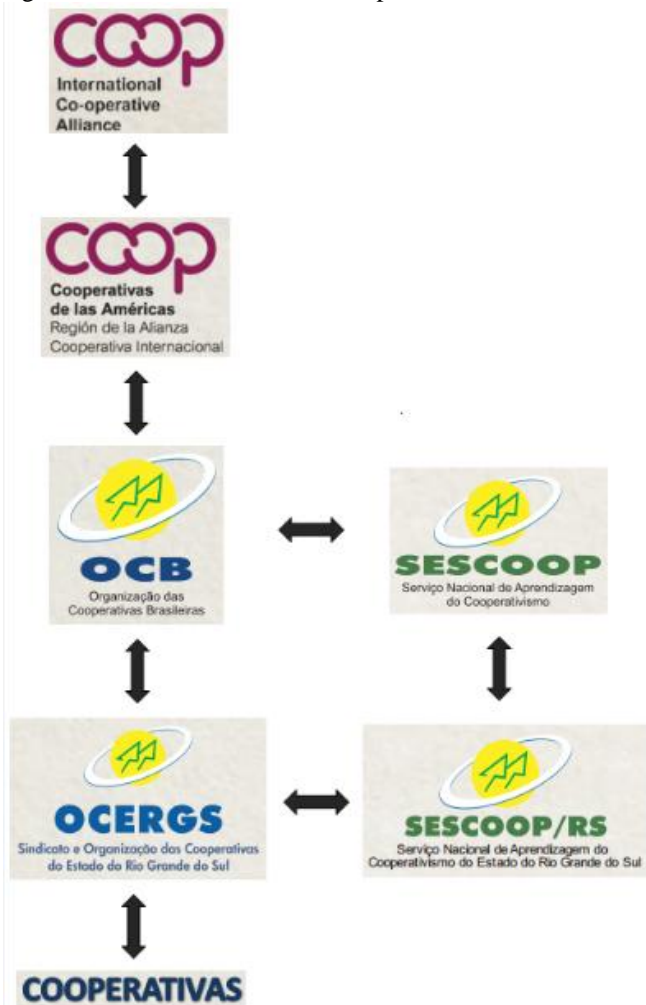 coop
International
Co-operative
Alliance
coop
Cooperativas
de las Américas
Región de la Alianza
Cooperativa Internacional
OCB
Organização das
Cooperativas Brasileiras
SESCOOP
Serviço Nacional de Aprendizagem
do Cooperativismo
OCERGS
Sindicato e Organização das Cooperativas
do Estado do Rio Grande do Sul
SESCOOP/RS
Serviço Nacional de Aprendizagem do
Cooperativismo do Estado do Rio Grande do Sul
COOPERATIVAS